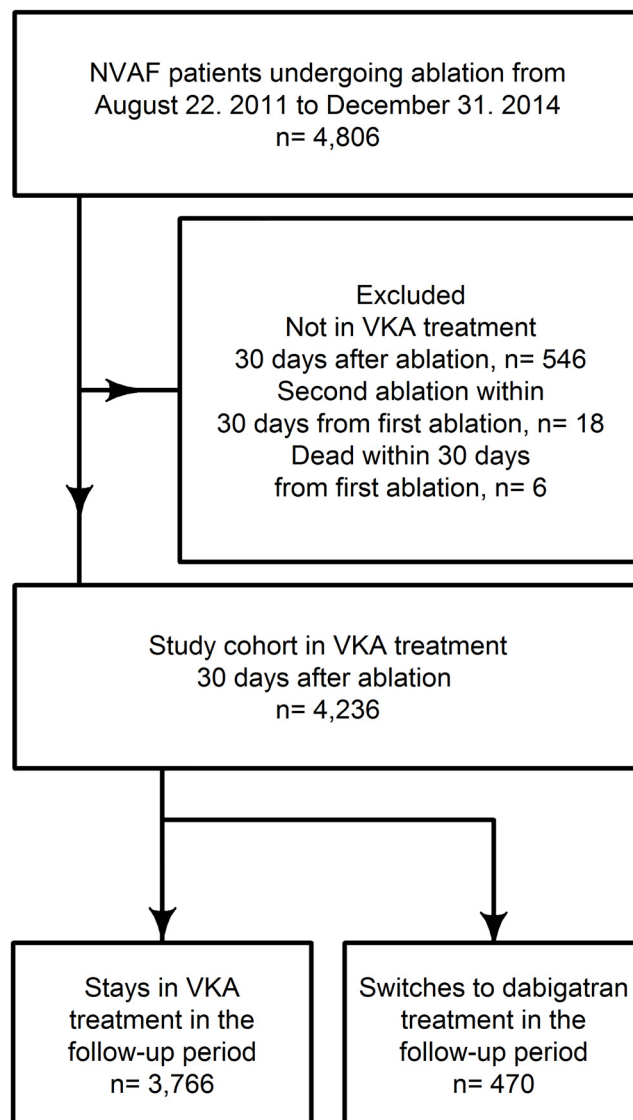 NVAF patients undergoing ablation from
August 22. 2011 to December 31. 2014
n= 4,806
Excluded
Not in VKA treatment
30 days after ablation, n= 546
Second ablation within
30 days from first ablation, n= 18
Dead within 30 days
from first ablation, n= 6
Study cohort in VKA treatment
30 days after ablation
n= 4,236
Stays in VKA
treatment in the
follow-up period
n= 3,766
Switches to dabigatran
treatment in the
follow-up period
n= 470